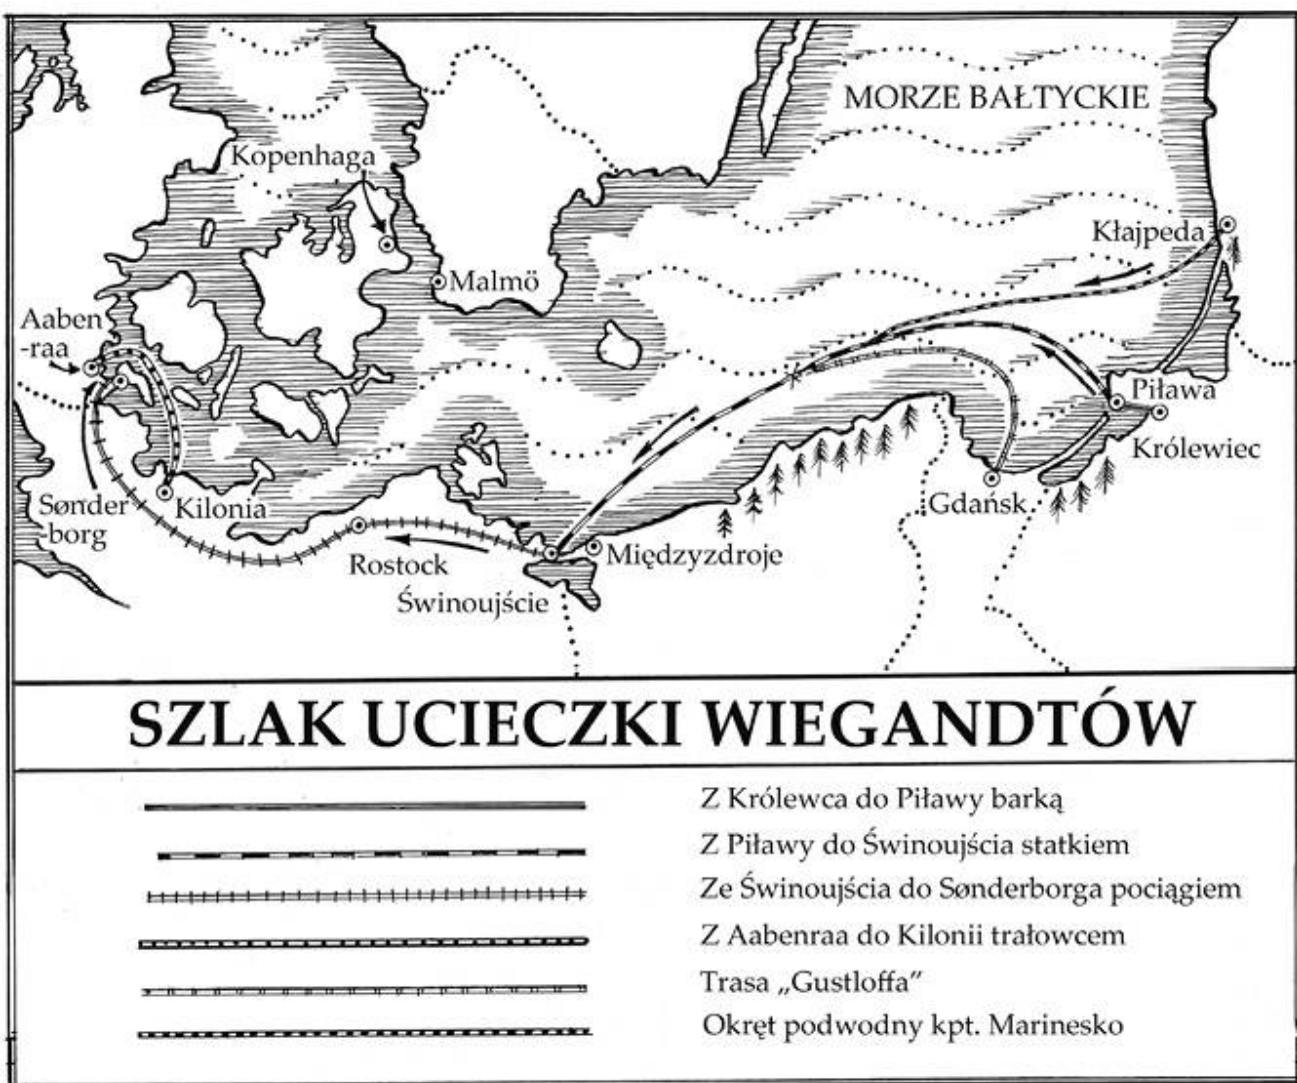 MORZE BAŁTYCKIE
Kopenhaga
Kłajpeda
Malmö
Aaben
-raa
Piława
Królewiec
Sønder
-borg
Kilonia
Gdańsk
Rostock
Międzyzdroje
Świnoujście
SZLAK UCIECZKI WIEGANDTÓW
Z Królewca do Piławy barką
Z Piławy do Świnoujścia statkiem
Ze Świnoujścia do Sønderborga pociągiem
Z Aabenraa do Kilonii trałowcem
Trasa „Gustloffa”
Okręt podwodny kpt. Marinesko